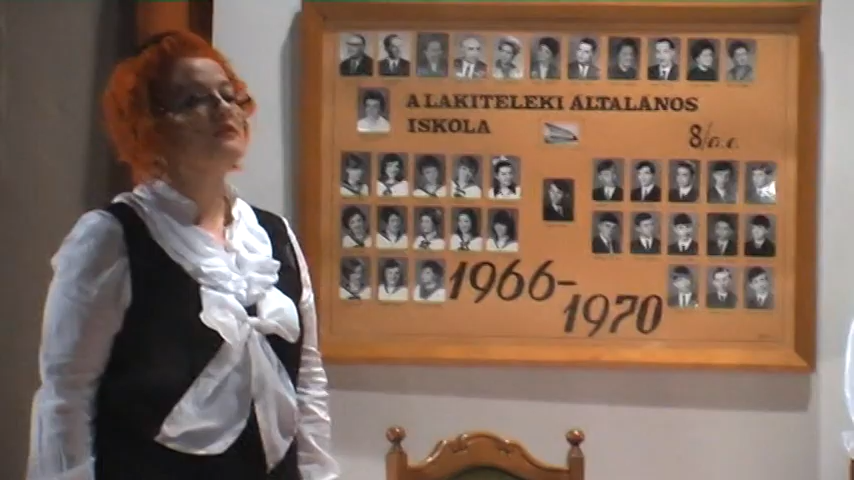 A LAKITELEKI ÁLTALÁNOS
ISKOLA
8/a.o.
1966-
1970